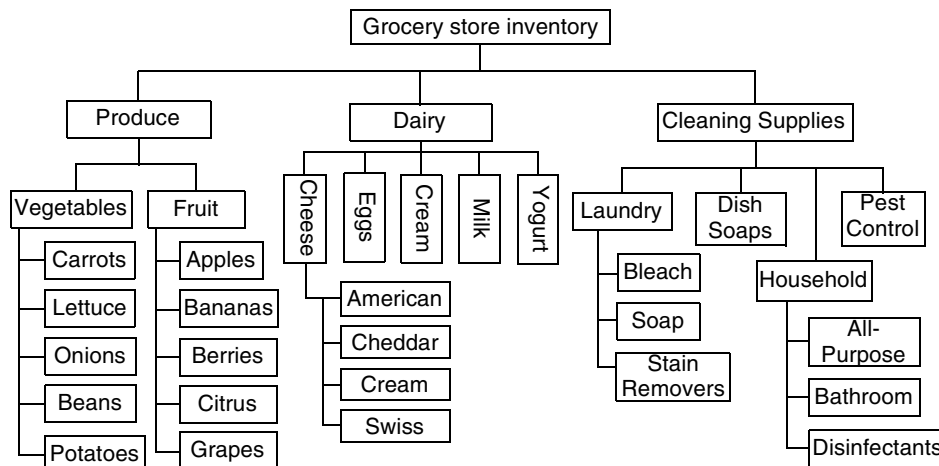 Grocery store inventory
Produce
Dairy
Cleaning Supplies
Vegetables
Fruit
Cheese
Eggs
Cream
Milk
Yogurt
Laundry
Dish
Soaps
Pest
Control
Household
Carrots
Lettuce
Onions
Beans
Potatoes
Apples
Bananas
Berries
Citrus
Grapes
American
Cheddar
Cream
Swiss
Bleach
Soap
Stain
Removers
All-
Purpose
Bathroom
Disinfectants